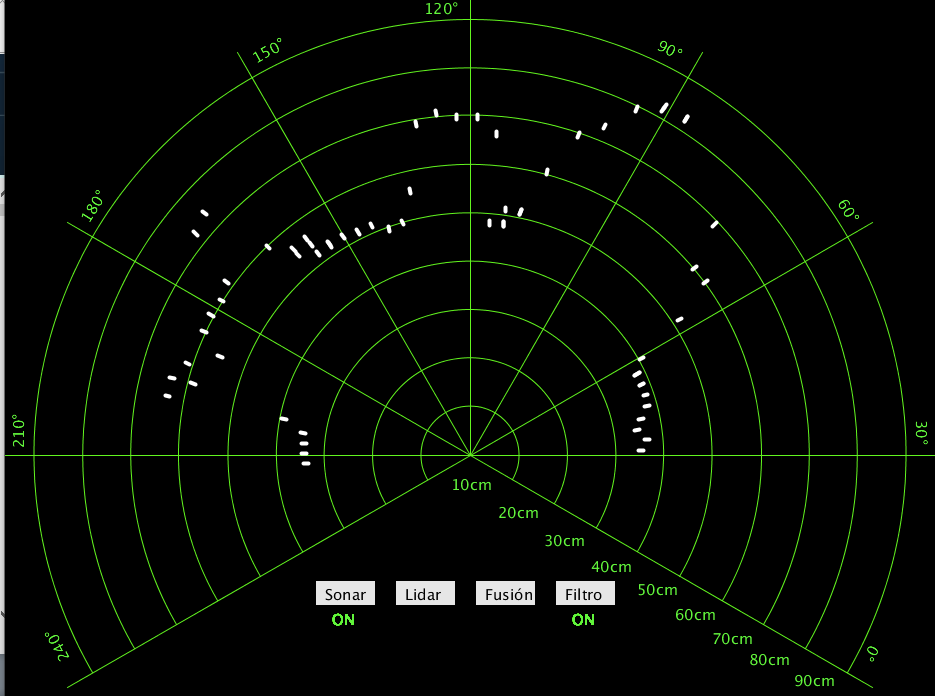 120°
150°
90°
180°
60°
210°
30°
10cm
20cm
30cm
40cm
50cm
60cm
70cm
80cm
90cm
240°
0°
Sonar Lidar Fusión Filtro
ON ON